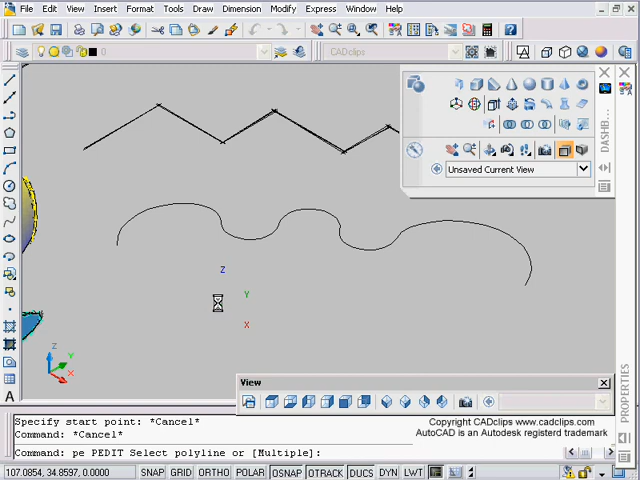 File Edit View Insert Format Tools Draw Dimension Modify Express Window Help
0
CADclips
DASHB...
Unsaved Current View
Z
Y
X
Z
Y
X
View
PROPERTIES
A
Specify start point: *Cancel*
Command: *Cancel*
Copyright CADclips www.cadclips.com
AutoCAD is an Autodesk registerd trademark
Command: pe PEDIT Select polyline or [Multiple]:
107.0854, 34.8597, 0.0000 SNAP GRID ORTHO POLAR OSNAP OTRACK DUCS DYN LWT